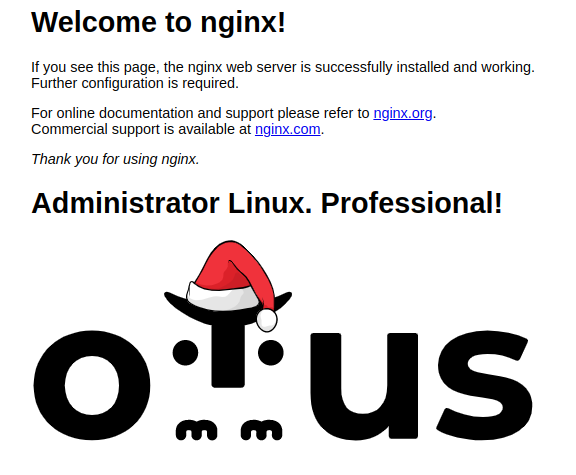 Welcome to nginx!
If you see this page, the nginx web server is successfully installed and working.
Further configuration is required.
For online documentation and support please refer to nginx.org.
Commercial support is available at nginx.com.
Thank you for using nginx.
Administrator Linux. Professional!
otus